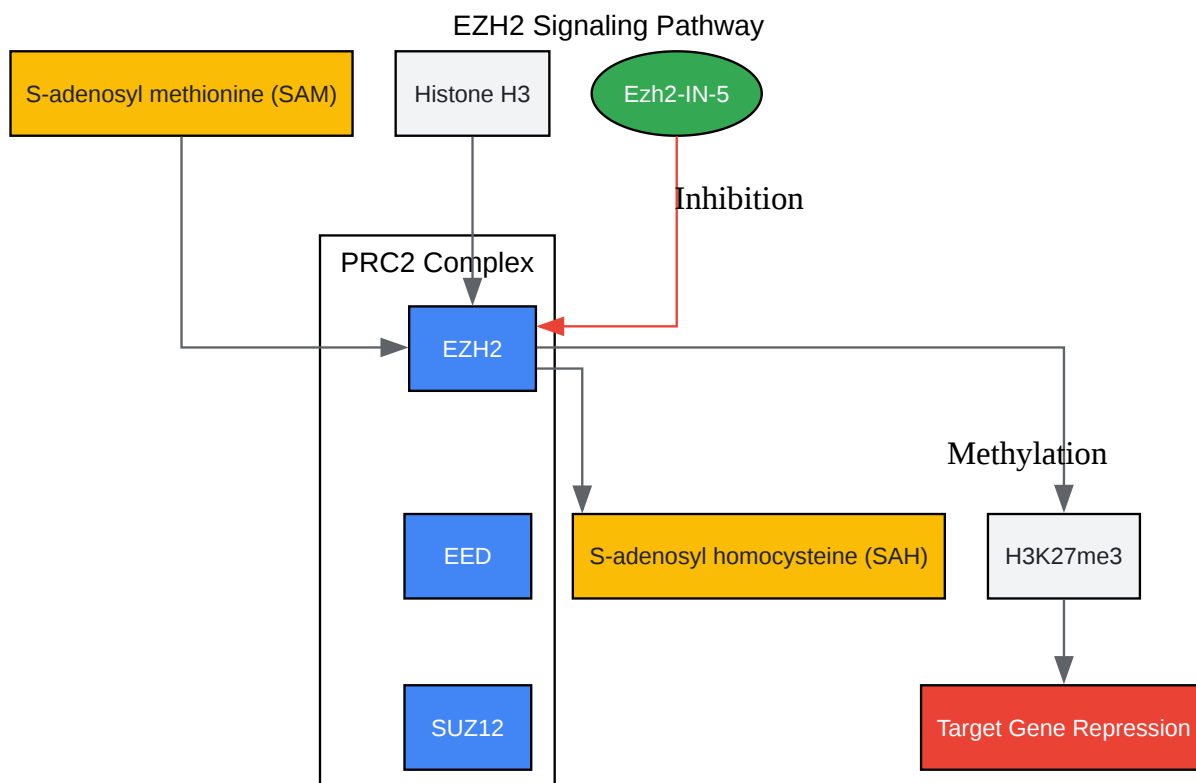 EZH2 Signaling Pathway
S-adenosyl methionine (SAM)
Histone H3
Ezh2-IN-5
Inhibition
PRC2 Complex
EZH2
Methylation
EED
S-adenosyl homocysteine (SAH)
H3K27me3
SUZ12
Target Gene Repression